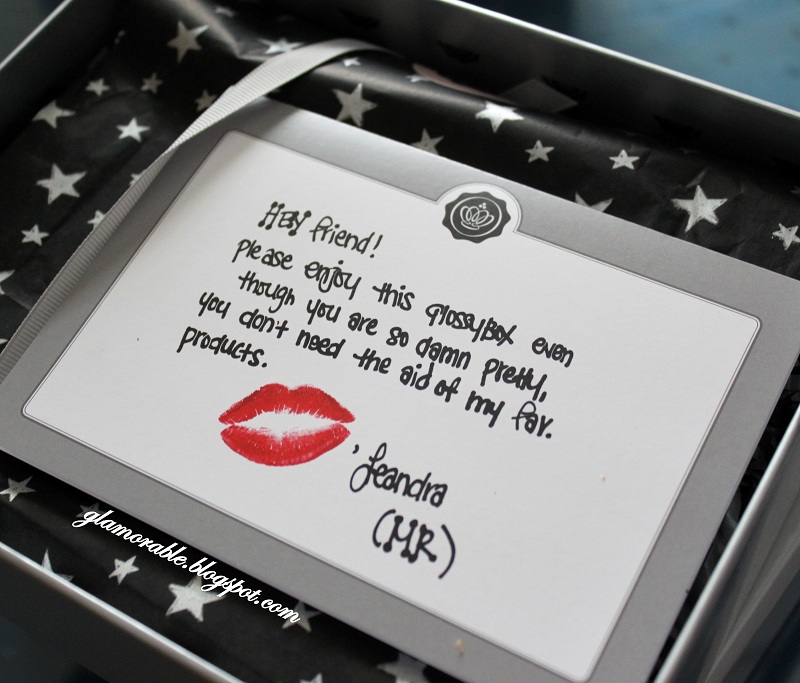 HEY friend!
please enjoy this glossyBox even
though you are so damn pretty,
you don't need the aid of my fav.
products.
, Leandra
(MR)
glamorable.blogspot.com